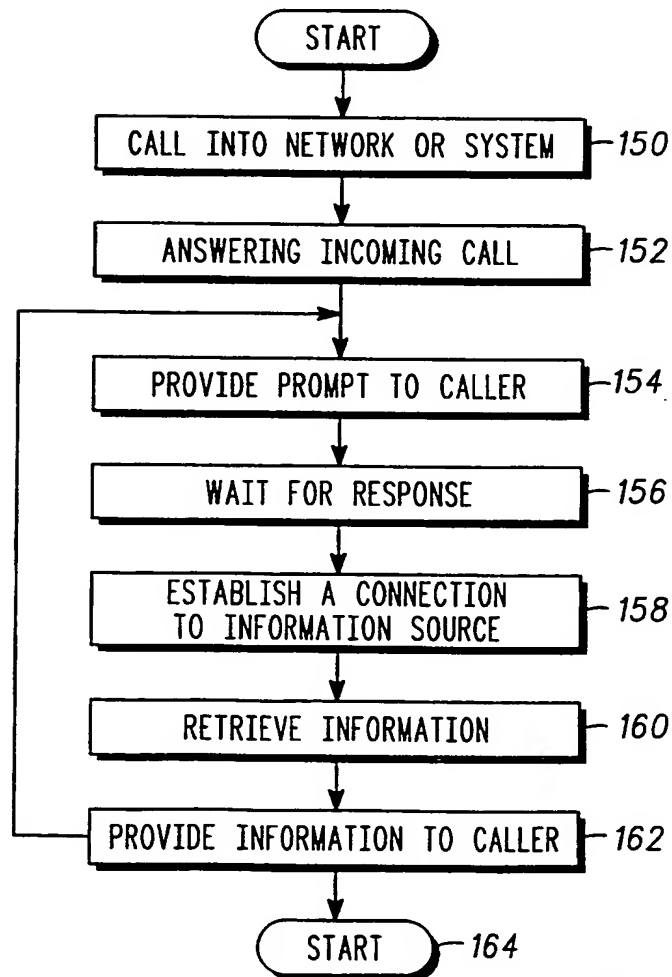 START
CALL INTO NETWORK OR SYSTEM 150
ANSWERING INCOMING CALL 152
PROVIDE PROMPT TO CALLER 154
WAIT FOR RESPONSE 156
ESTABLISH A CONNECTION
TO INFORMATION SOURCE 158
RETRIEVE INFORMATION 160
PROVIDE INFORMATION TO CALLER 162
START 164